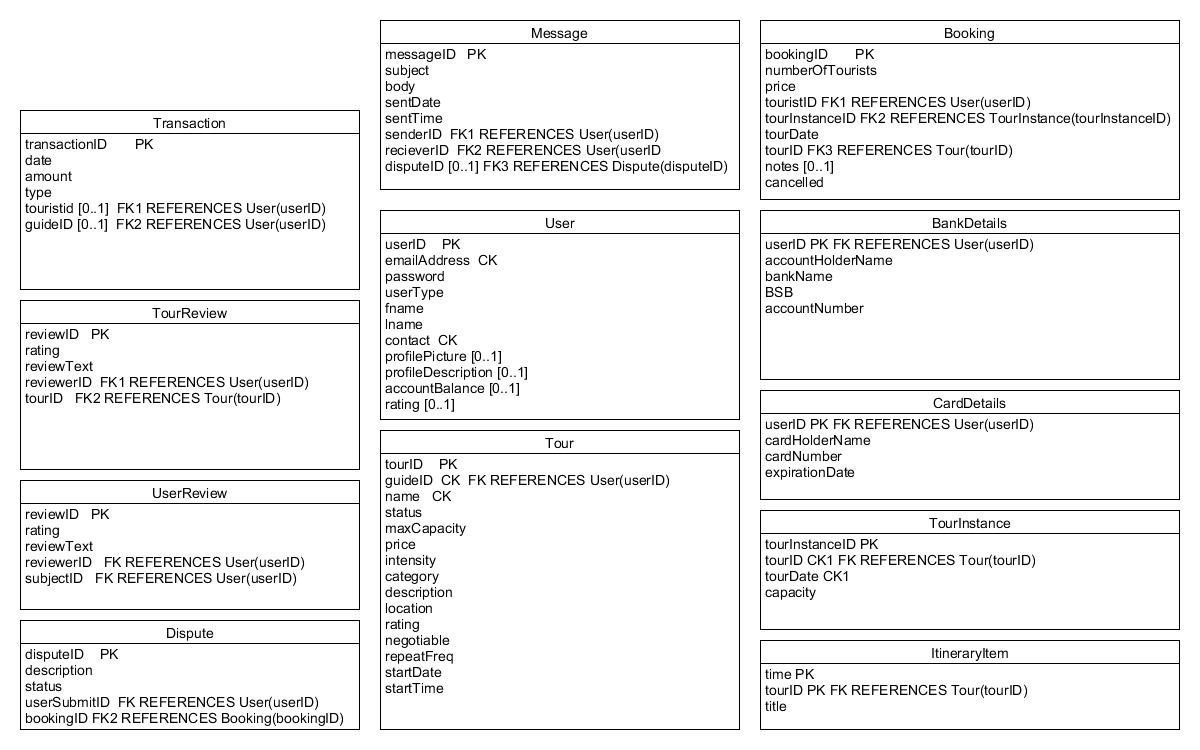 Transaction
transactionID PK
date
amount
type
touristid [0..1] FK1 REFERENCES User(userID)
guideID [0..1] FK2 REFERENCES User(userID)
TourReview
reviewID PK
rating
reviewText
reviewerID FK1 REFERENCES User(userID)
tourID FK2 REFERENCES Tour(tourID)
UserReview
reviewID PK
rating
reviewText
reviewerID FK REFERENCES User(userID)
subjectID FK REFERENCES User(userID)
Dispute
disputeID PK
description
status
userSubmitID FK REFERENCES User(userID)
bookingID FK2 REFERENCES Booking(bookingID)
Message
messageID PK
subject
body
sentDate
sentTime
senderID FK1 REFERENCES User(userID)
recieverID FK2 REFERENCES User(userID
disputeID [0..1] FK3 REFERENCES Dispute(disputeID)
User
userID PK
emailAddress CK
password
userType
fname
lname
contact CK
profilePicture [0..1]
profileDescription [0..1]
accountBalance [0..1]
rating [0..1]
Tour
tourID PK
guideID CK FK REFERENCES User(userID)
name CK
status
maxCapacity
price
intensity
category
description
location
rating
negotiable
repeatFreq
startDate
startTime
Booking
bookingID PK
numberOfTourists
price
touristID FK1 REFERENCES User(userID)
tourInstanceID FK2 REFERENCES TourInstance(tourInstanceID)
tourDate
tourID FK3 REFERENCES Tour(tourID)
notes [0..1]
cancelled
BankDetails
userID PK FK REFERENCES User(userID)
accountHolderName
bankName
BSB
accountNumber
CardDetails
userID PK FK REFERENCES User(userID)
cardHolderName
cardNumber
expirationDate
TourInstance
tourInstanceID PK
tourID CK1 FK REFERENCES Tour(tourID)
tourDate CK1
capacity
ItineraryItem
time PK
tourID PK FK REFERENCES Tour(tourID)
title